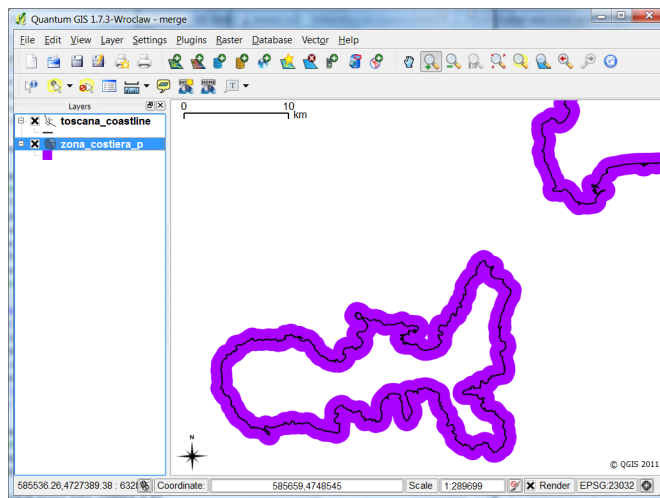 Quantum GIS 1.7.3-Wroclaw - merge
File Edit View Layer Settings Plugins Raster Database Vector Help
Layers
toscana_coastline
zona_costiera_p
0 10
km
N
© QGIS 2011
585536.26,4727389.38 : 632 Coordinate: 585659,4748545 Scale 1:289699 Render EPSG:23032